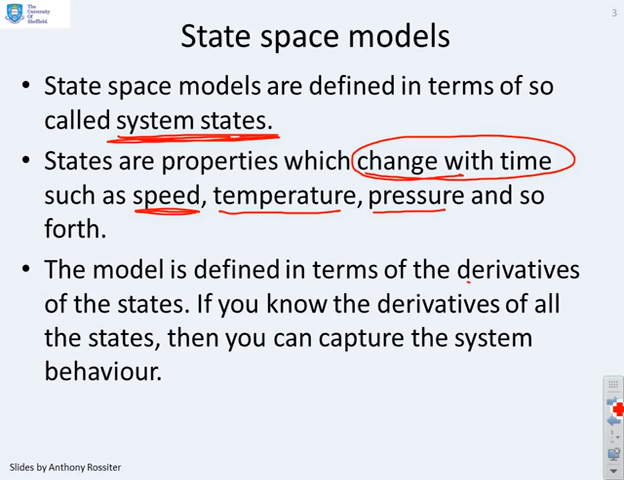 The
University
Of
Sheffield.
3
State space models
• State space models are defined in terms of so
called system states.
• States are properties which change with time
such as speed, temperature, pressure and so
forth.
• The model is defined in terms of the derivatives
of the states. If you know the derivatives of all
the states, then you can capture the system
behaviour.
Slides by Anthony Rossiter